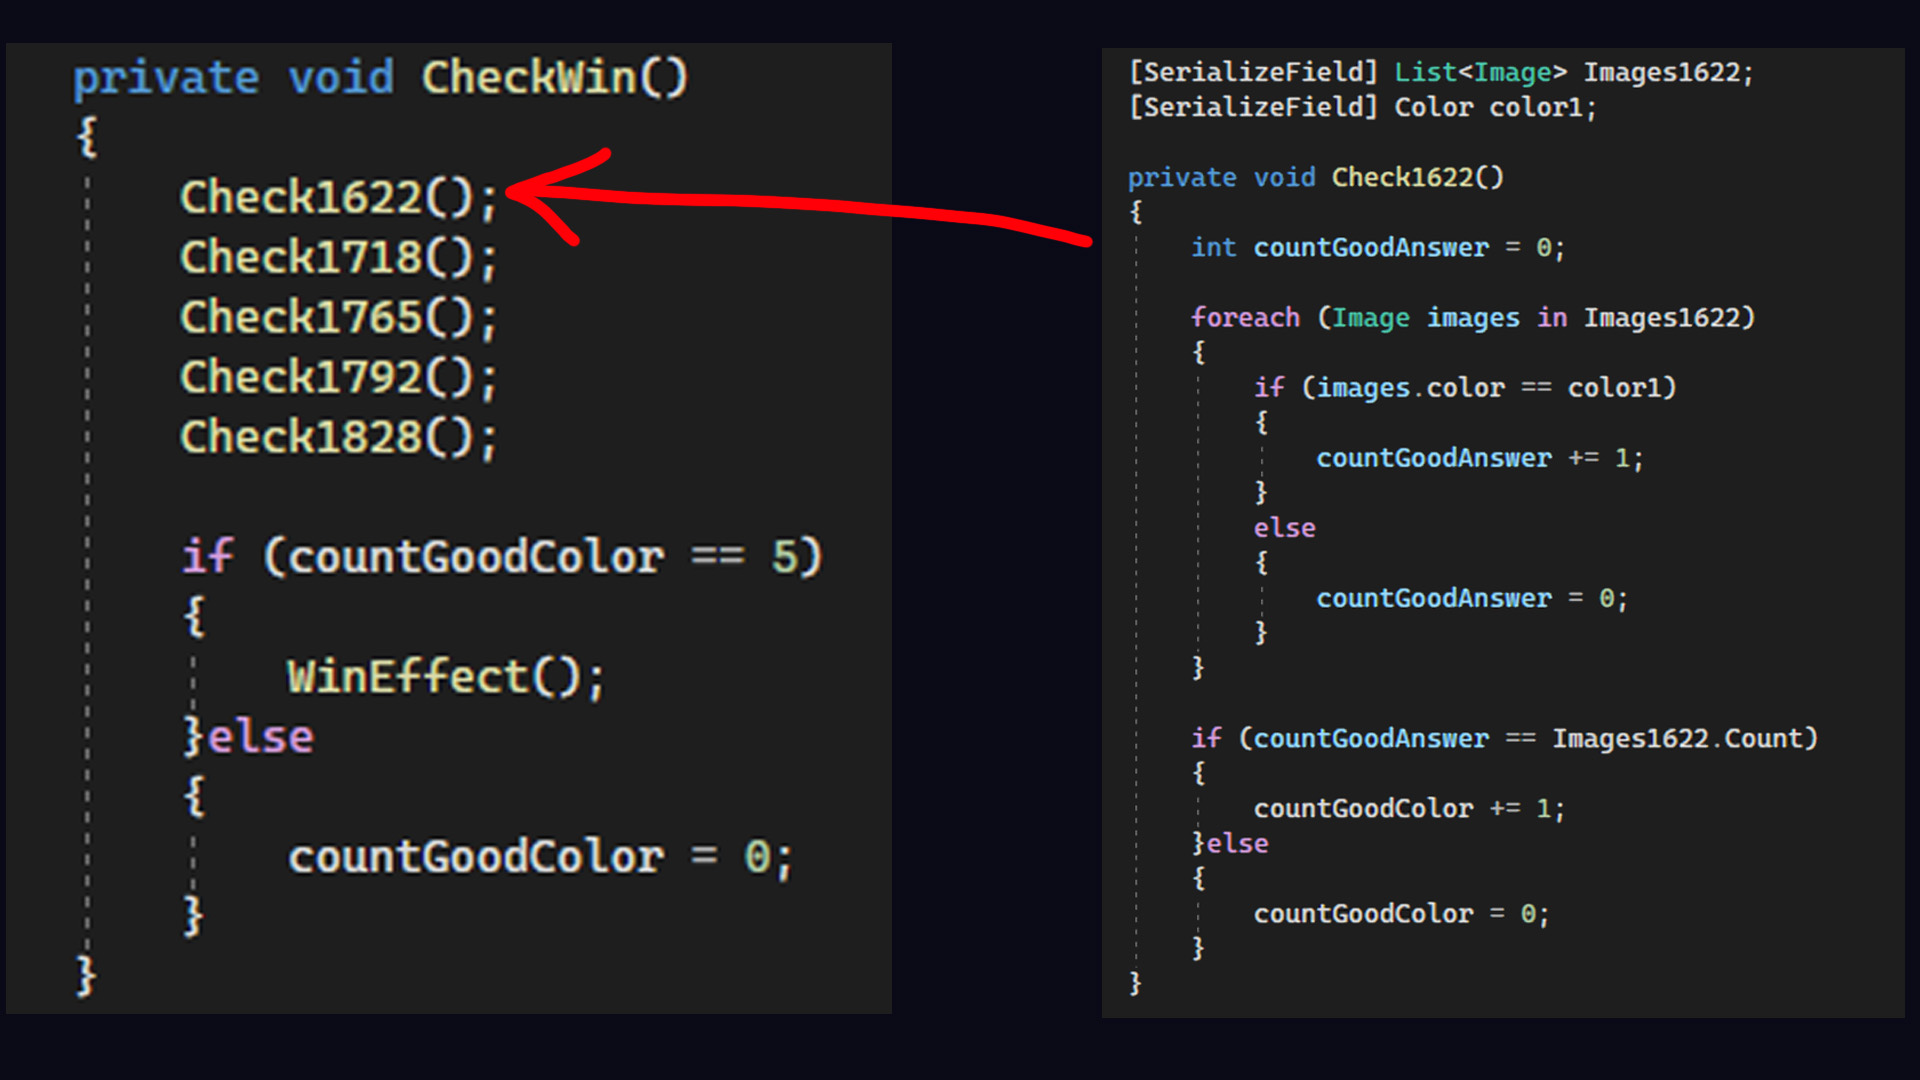 private void CheckWin()
{
Check1622();
Check1718();
Check1765();
Check1792();
Check1828();
if (countGoodColor == 5)
{
WinEffect();
}else
{
countGoodColor = 0;
}
}
[SerializeField] List<Image> Images1622;
[SerializeField] Color color1;
private void Check1622()
{
int countGoodAnswer = 0;
foreach (Image images in Images1622)
{
if (images.color == color1)
{
countGoodAnswer += 1;
}
else
{
countGoodAnswer = 0;
}
}
if (countGoodAnswer == Images1622.Count)
{
countGoodColor += 1;
}else
{
countGoodColor = 0;
}
}